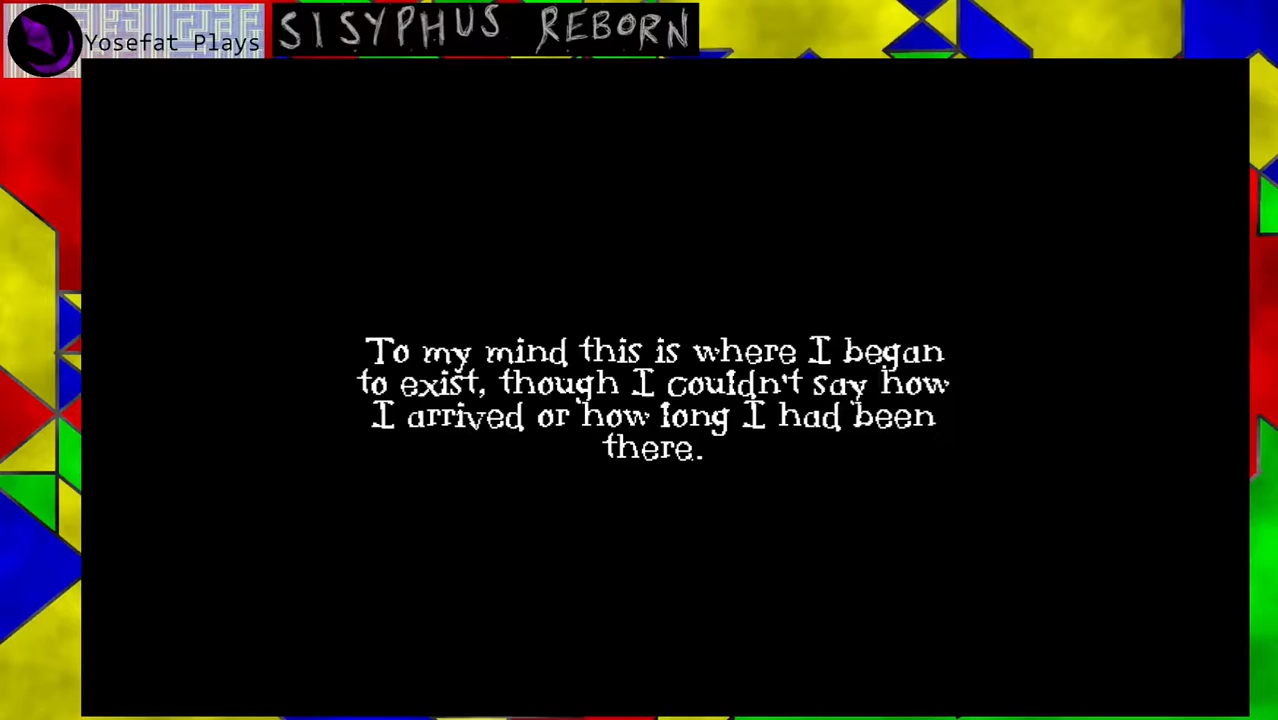 Yosefat Plays
SISYPHUS REBORN
To my mind this is where I began
to exist, though I couldn't say how
I arrived or how long I had been
there.